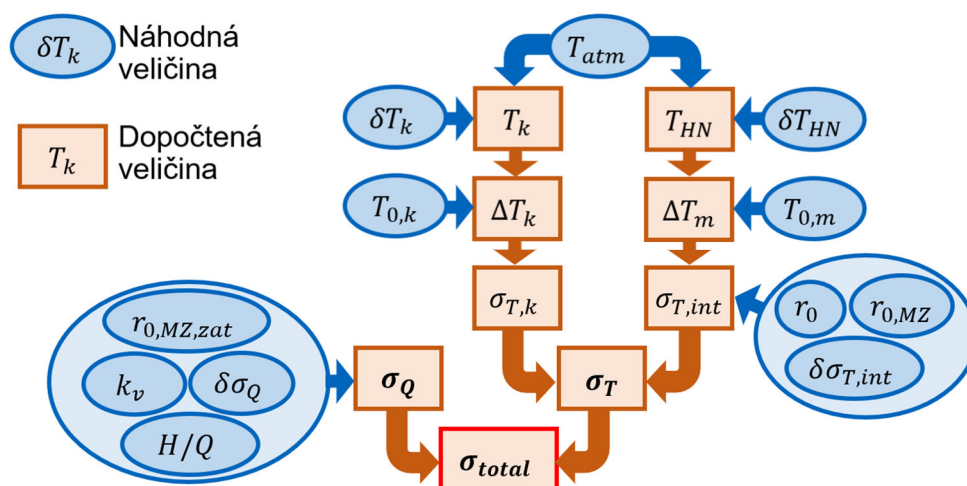 δT_k
Náhodná
veličina
T_k
Dopočtená
veličina
T_atm
δT_k
T_k
T_HN
δT_HN
T_0,k
ΔT_k
ΔT_m
T_0,m
σ_T,k
σ_T,int
r_0
r_0,MZ
δσ_T,int
r_0,MZ,zat
k_v
δσ_Q
H/Q
σ_Q
σ_T
σ_total